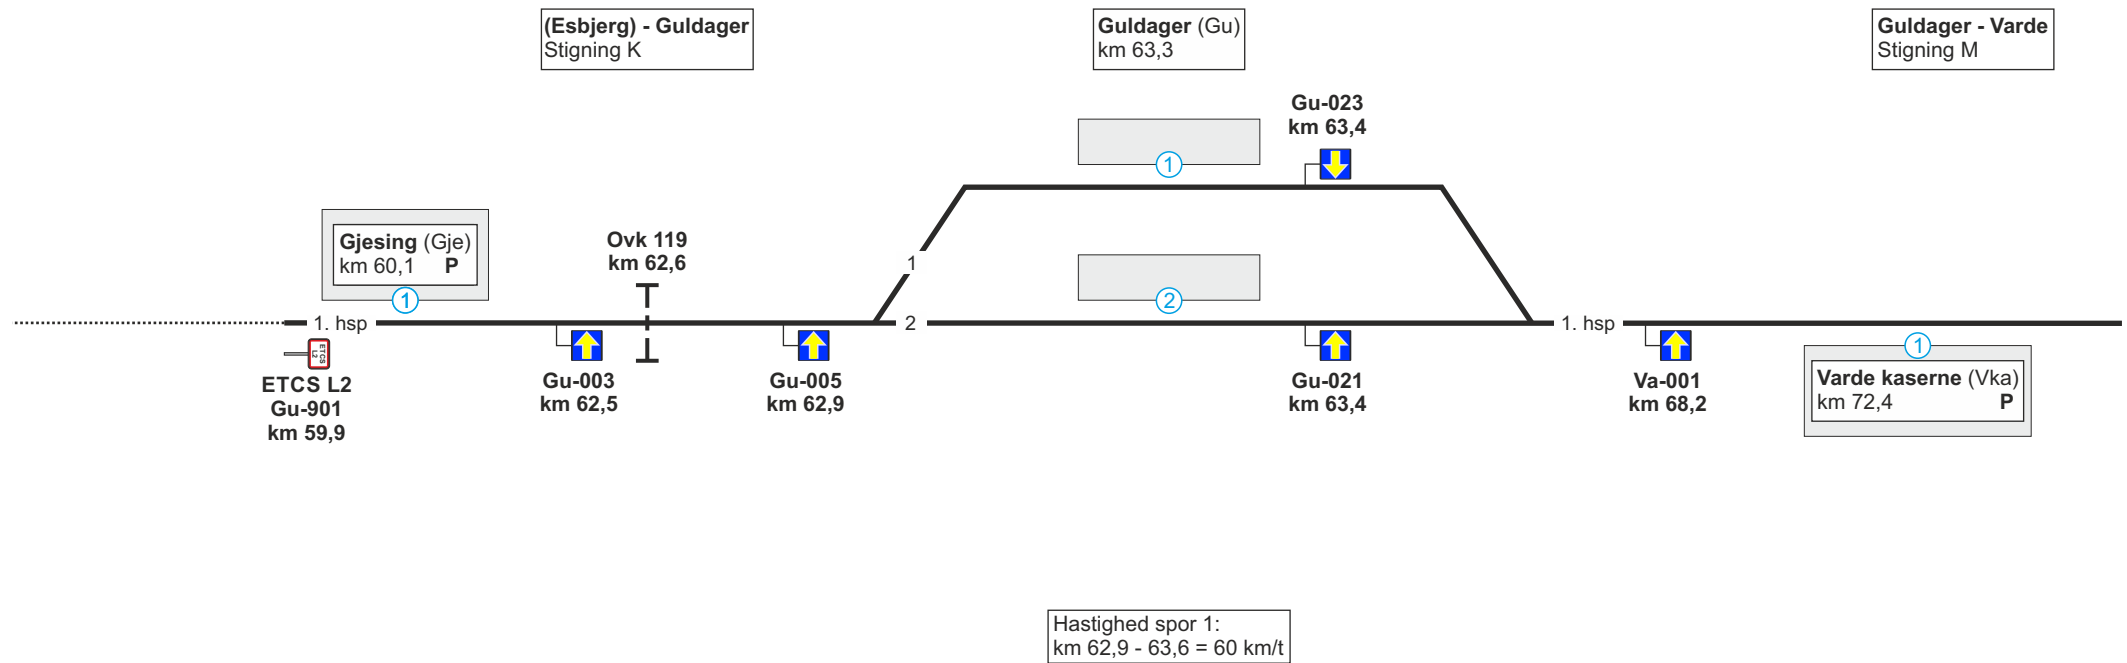 (Esbjerg) - Guldager
Stigning K
Guldager (Gu)
km 63,3
Guldager - Varde
Stigning M
Gu-023
km 63,4
1
Gjesing (Gje)
km 60,1 P
1
Ovk 119
km 62,6
1
2
1. hsp
2
1. hsp
ETCS
L2
ETCS L2
Gu-901
km 59,9
Gu-003
km 62,5
Gu-005
km 62,9
Gu-021
km 63,4
Va-001
km 68,2
1
Varde kaserne (Vka)
km 72,4 P
Hastighed spor 1:
km 62,9 - 63,6 = 60 km/t